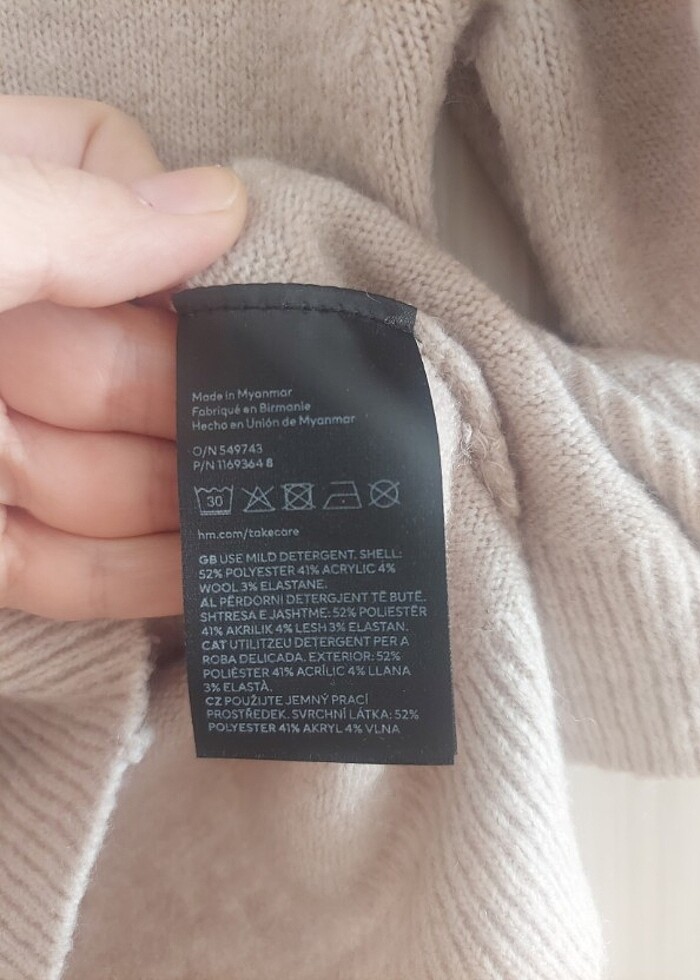 Made in Myanmar
Fabriqué en Birmanie
Hecho en Unión de Myanmar
O/N 549743
P/N 1169364 8
30
hm.com/takecare
GB USE MILD DETERGENT. SHELL:
52% POLYESTER 41% ACRYLIC 4%
WOOL 3% ELASTANE.
AL PËRDORNI DETERGJENT TË BUTË.
SHTRESA E JASHTME: 52% POLIESTËR
41% AKRILIK 4% LESH 3% ELASTAN.
CAT UTILITZEU DETERGENT PER A
ROBA DELICADA. EXTERIOR: 52%
POLIÈSTER 41% ACRÍLIC 4% LLANA
3% ELASTÀ.
CZ POUŽIJTE JEMNÝ PRACÍ
PROSTŘEDEK. SVRCHNÍ LÁTKA: 52%
POLYESTER 41% AKRYL 4% VLNA